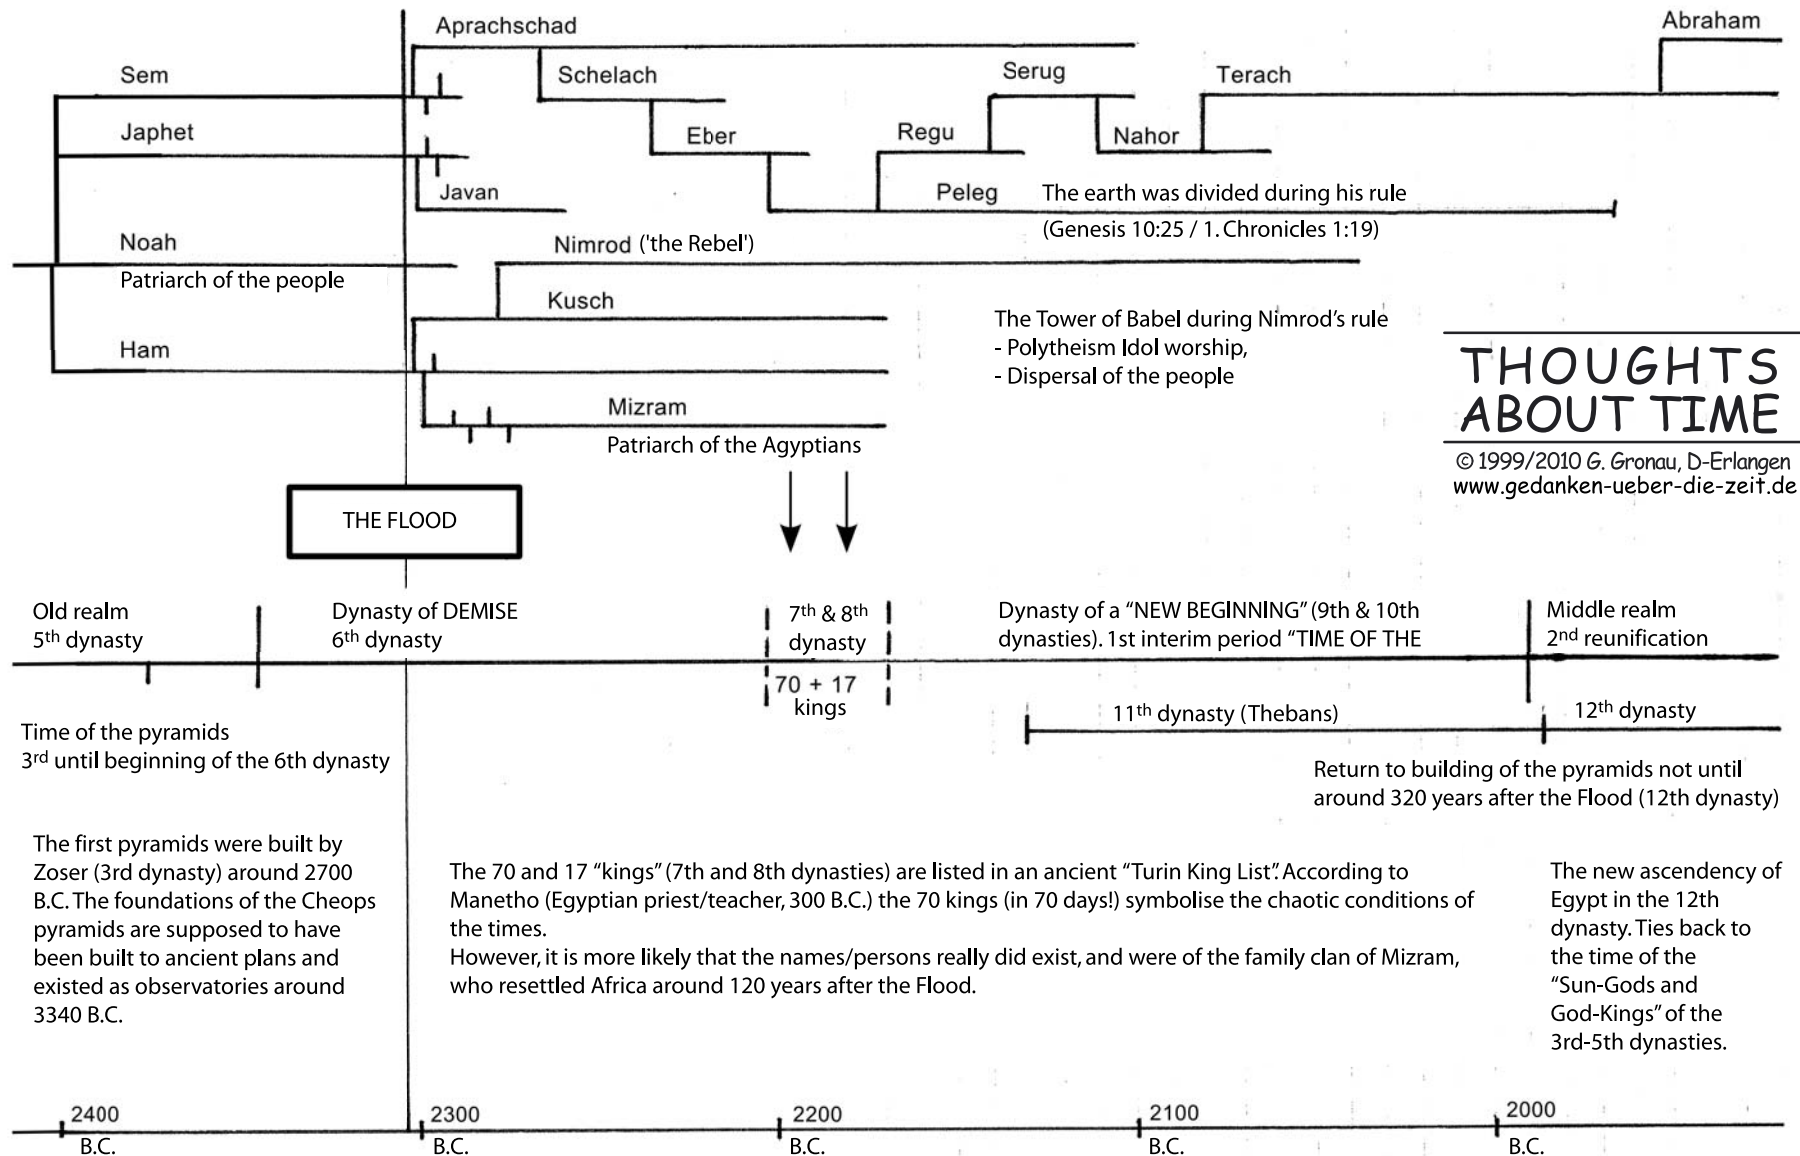 Aprachschad
Abraham
Sem
Schelach
Serug
Terach
Japhet
Eber
Regu
Nahor
Javan
Peleg
The earth was divided during his rule
(Genesis 10:25 / 1. Chronicles 1:19)
Noah
Patriarch of the people
Nimrod ('the Rebel')
Kusch
Ham
The Tower of Babel during Nimrod's rule
- Polytheism Idol worship,
- Dispersal of the people
Mizram
Patriarch of the Agyptians
THOUGHTS
ABOUT TIME
© 1999/2010 G. Gronau, D-Erlangen
www.gedanken-ueber-die-zeit.de
THE FLOOD
Old realm
5th dynasty
Dynasty of DEMISE
6th dynasty
7th & 8th
dynasty
70 + 17
kings
Dynasty of a “NEW BEGINNING” (9th & 10th
dynasties). 1st interim period “TIME OF THE
Middle realm
2nd reunification
11th dynasty (Thebans)
12th dynasty
Time of the pyramids
3rd until beginning of the 6th dynasty
Return to building of the pyramids not until
around 320 years after the Flood (12th dynasty)
The first pyramids were built by
Zoser (3rd dynasty) around 2700
B.C. The foundations of the Cheops
pyramids are supposed to have
been built to ancient plans and
existed as observatories around
3340 B.C.
The 70 and 17 “kings” (7th and 8th dynasties) are listed in an ancient “Turin King List”. According to
Manetho (Egyptian priest/teacher, 300 B.C.) the 70 kings (in 70 days!) symbolise the chaotic conditions of
the times.
However, it is more likely that the names/persons really did exist, and were of the family clan of Mizram,
who resettled Africa around 120 years after the Flood.
The new ascendency of
Egypt in the 12th
dynasty. Ties back to
the time of the
“Sun-Gods and
God-Kings” of the
3rd-5th dynasties.
2400
B.C.
2300
B.C.
2200
B.C.
2100
B.C.
2000
B.C.